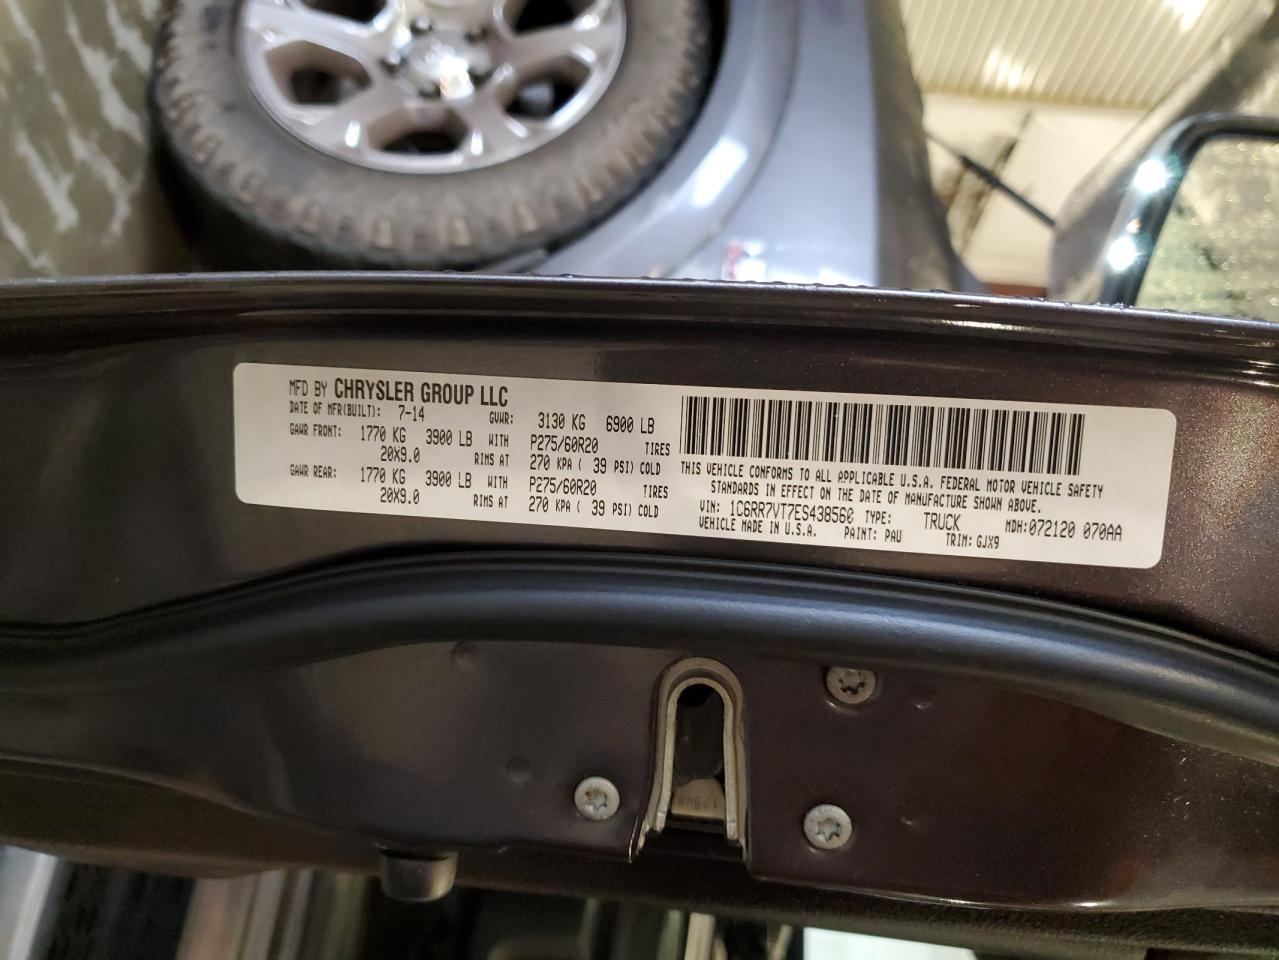 MFD BY CHRYSLER GROUP LLC
DATE OF MFR(BUILT): 7-14 GVWR: 3130 KG 6900 LB
GAWR FRONT: 1770 KG 3900 LB WITH P275/60R20 TIRES
20X9.0 RIMS AT 270 KPA ( 39 PSI) COLD
GAWR REAR: 1770 KG 3900 LB WITH P275/60R20 TIRES
20X9.0 RIMS AT 270 KPA ( 39 PSI) COLD
THIS VEHICLE CONFORMS TO ALL APPLICABLE U.S.A. FEDERAL MOTOR VEHICLE SAFETY
STANDARDS IN EFFECT ON THE DATE OF MANUFACTURE SHOWN ABOVE.
VIN: 1C6RR7VT7ES438560 TYPE: TRUCK MDH:072120 070AA
VEHICLE MADE IN U.S.A. PAINT: PAU TRIM: GJX9